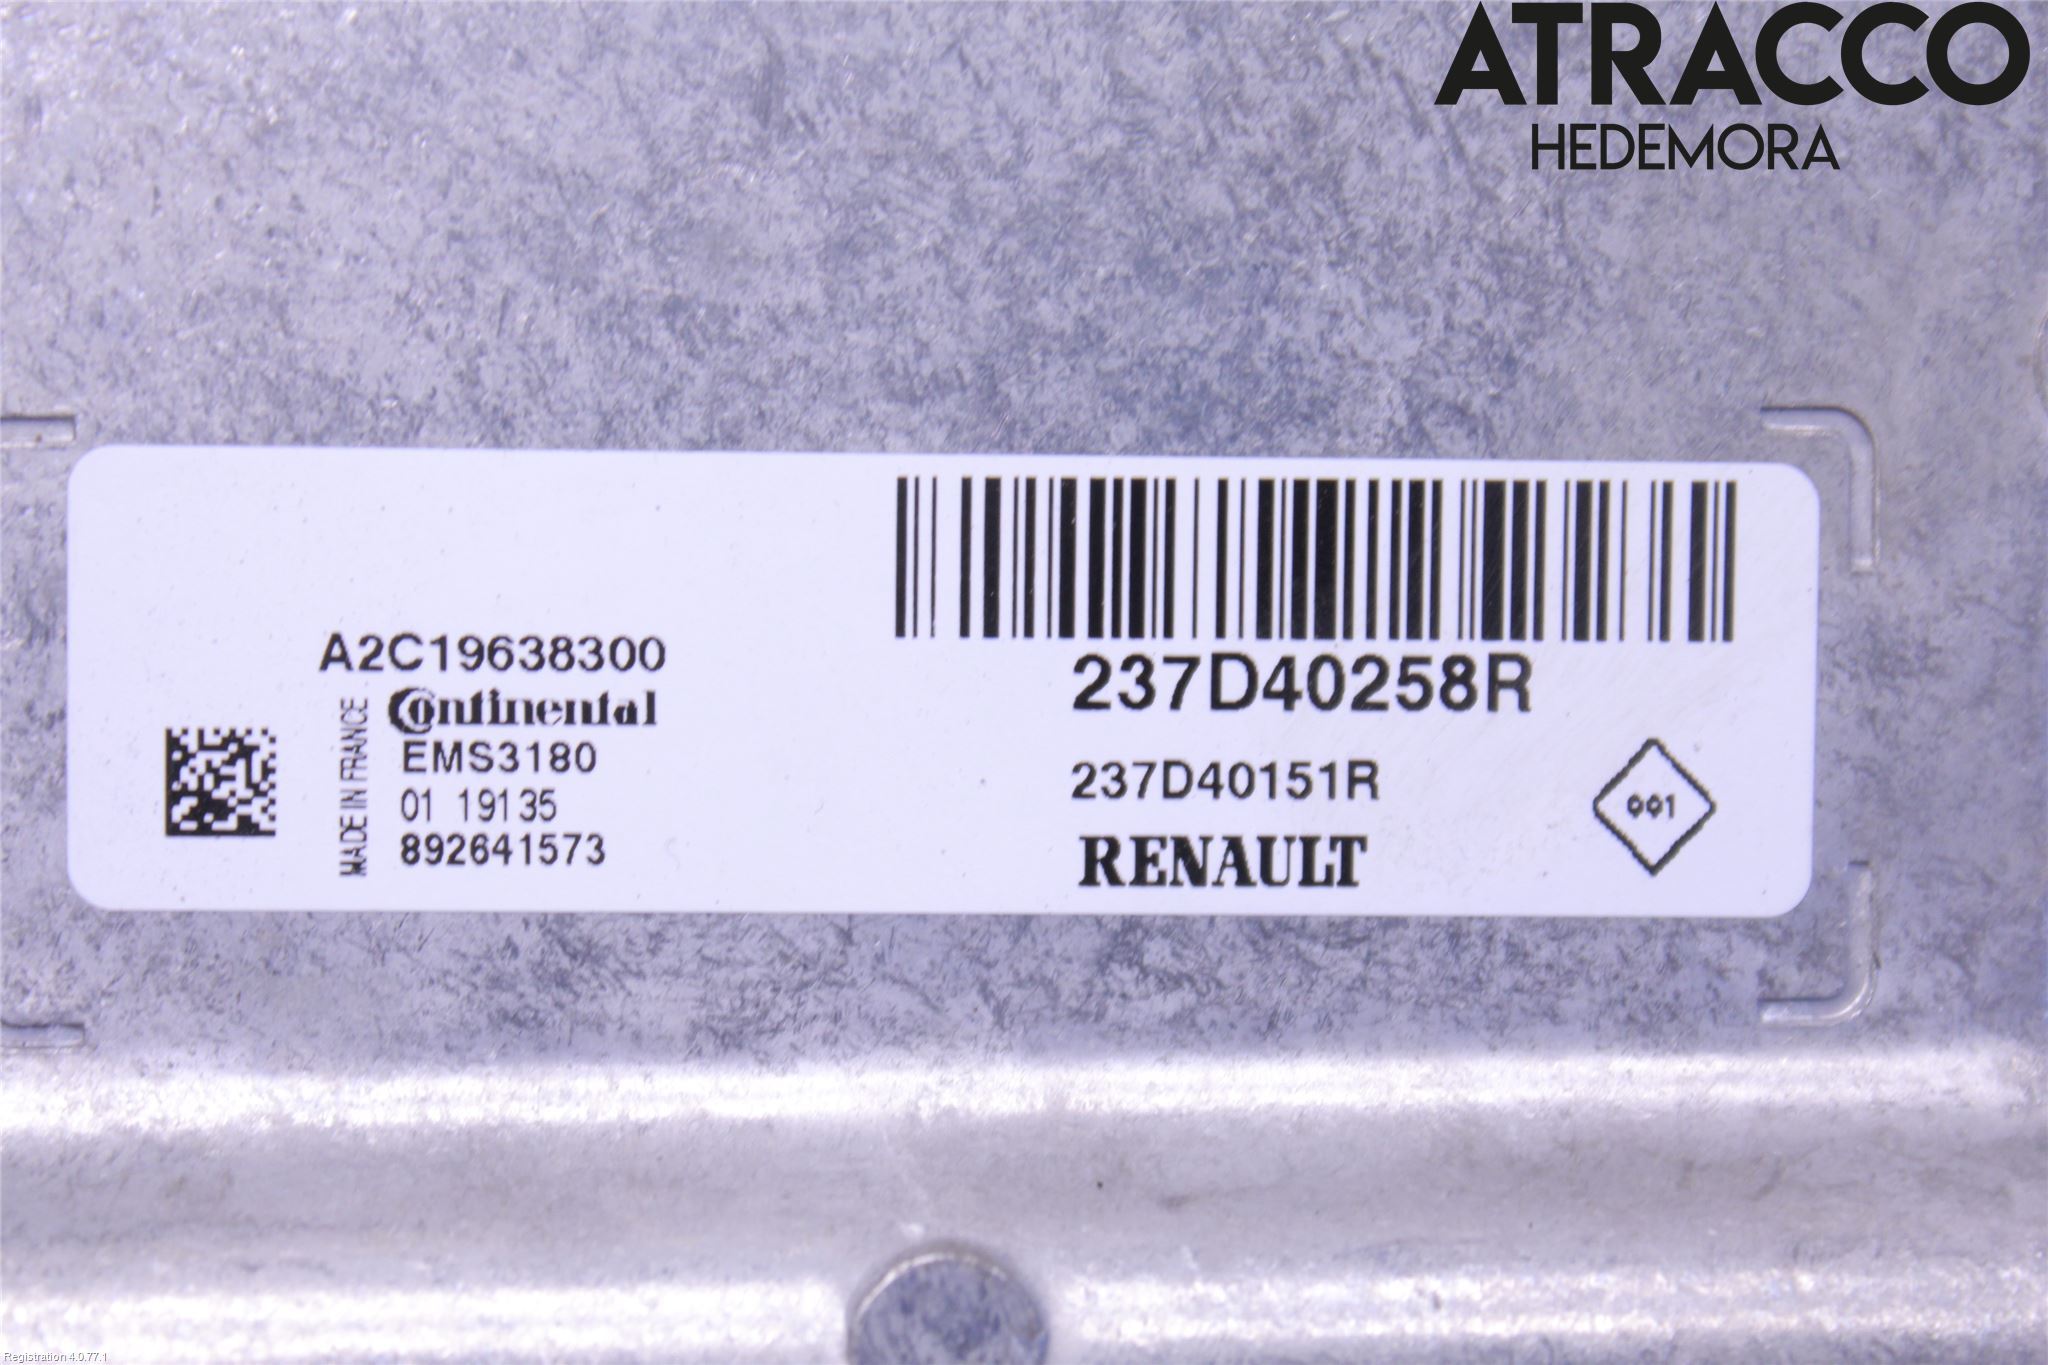 ATRACCO
HEDEMORA
A2C19638300
Continental
EMS3180
01 19135
892641573
MADE IN FRANCE
237D40258R
237D40151R
RENAULT
001
Registration 4.0.77.1